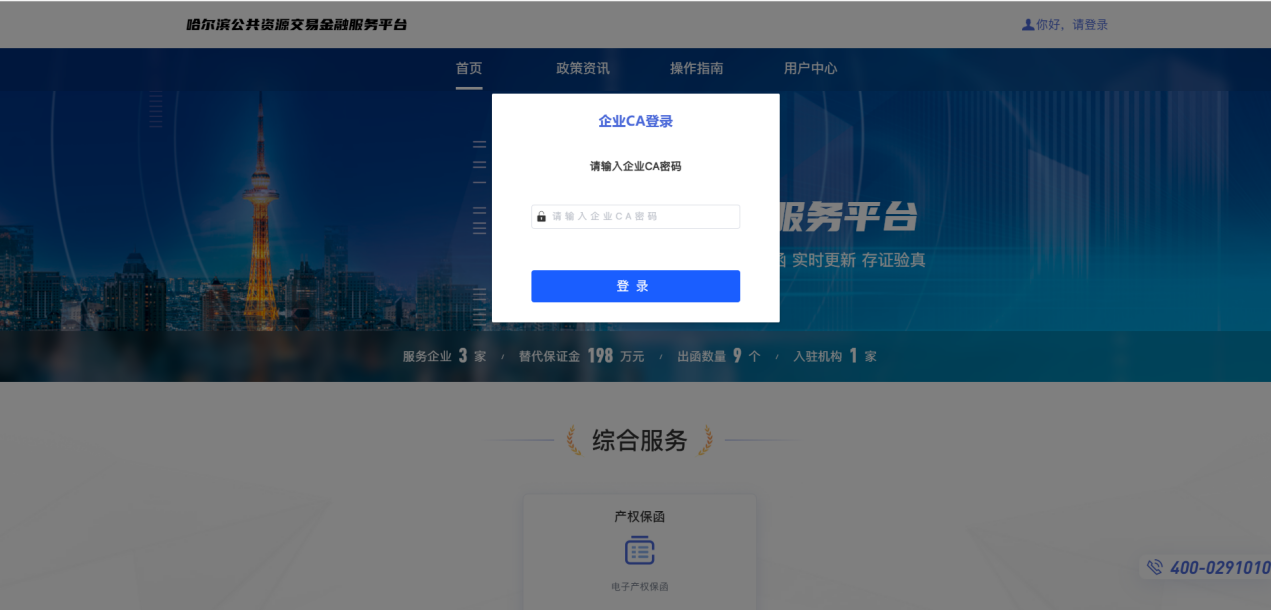 哈尔滨公共资源交易金融服务平台
你好，请登录
首页 政策资讯 操作指南 用户中心
企业CA登录
请输入企业CA密码
请输入企业CA密码
登 录
服务平台
函 实时更新 存证验真
服务企业 3 家 / 替代保证金 198 万元 / 出函数量 9 个 / 入驻机构 1 家
综合服务
产权保函
电子产权保函
400-0291010